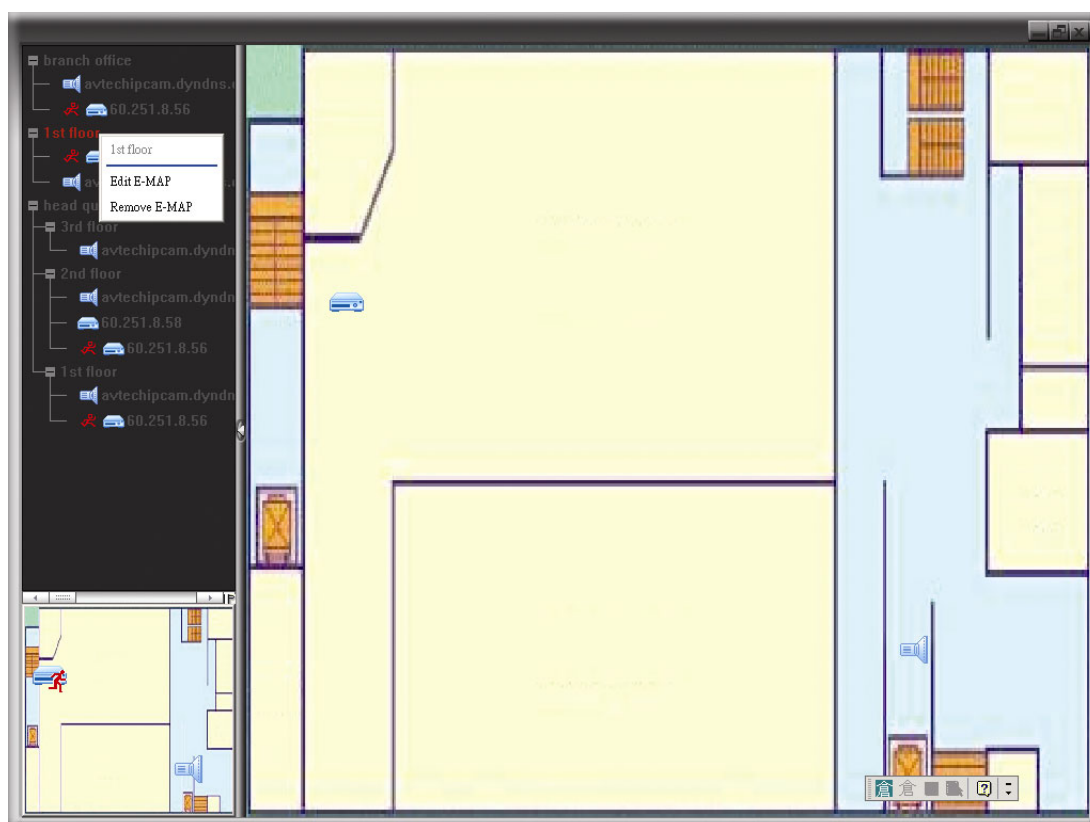 branch office
avtechipcam.dyndns.
60.251.8.56
1st floor
1st floor
Edit E-MAP
Remove E-MAP
head qu
3rd floor
avtechipcam.dyndn
2nd floor
avtechipcam.dyndn
60.251.8.58
60.251.8.56
1st floor
avtechipcam.dyndn
60.251.8.56
倉 倉